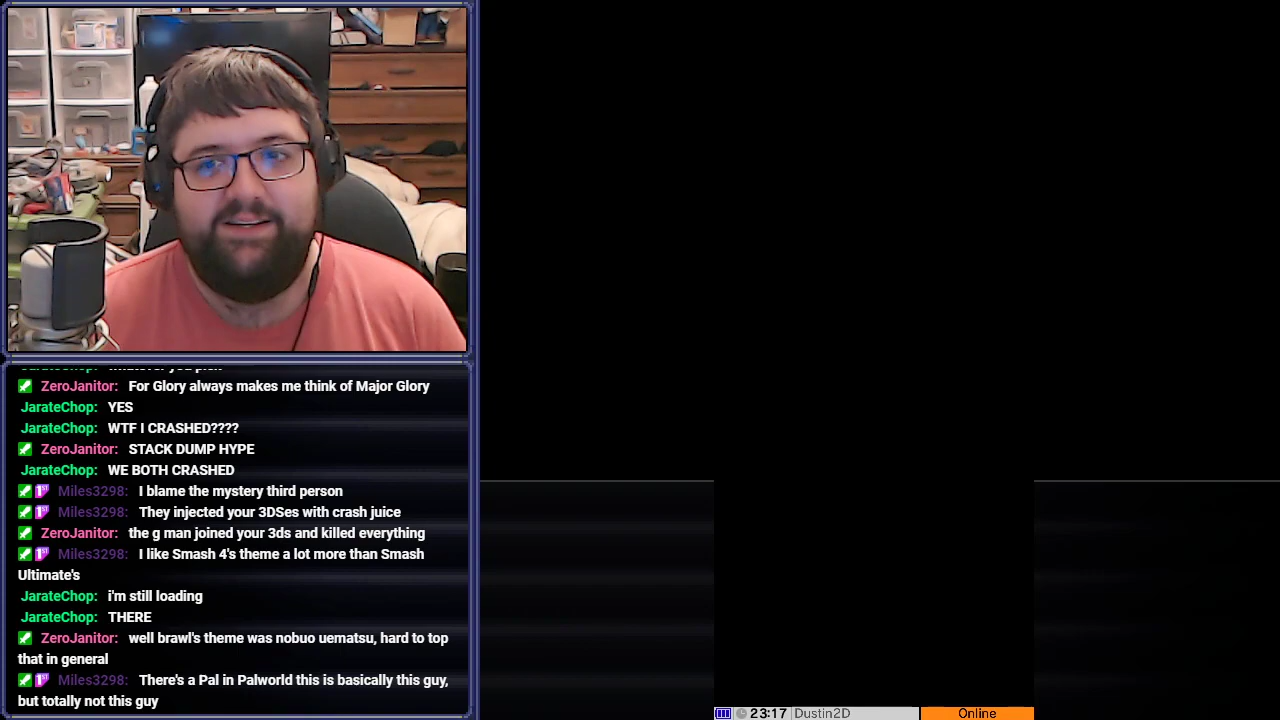 ZeroJanitor: For Glory always makes me think of Major Glory
JarateChop: YES
JarateChop: WTF I CRASHED????
ZeroJanitor: STACK DUMP HYPE
JarateChop: WE BOTH CRASHED
Miles3298: I blame the mystery third person
Miles3298: They injected your 3DSes with crash juice
ZeroJanitor: the g man joined your 3ds and killed everything
Miles3298: I like Smash 4's theme a lot more than Smash
Ultimate's
JarateChop: i'm still loading
JarateChop: THERE
ZeroJanitor: well brawl's theme was nobuo uematsu, hard to top
that in general
Miles3298: There's a Pal in Palworld this is basically this guy,
but totally not this guy
23:17 Dustin2D Online